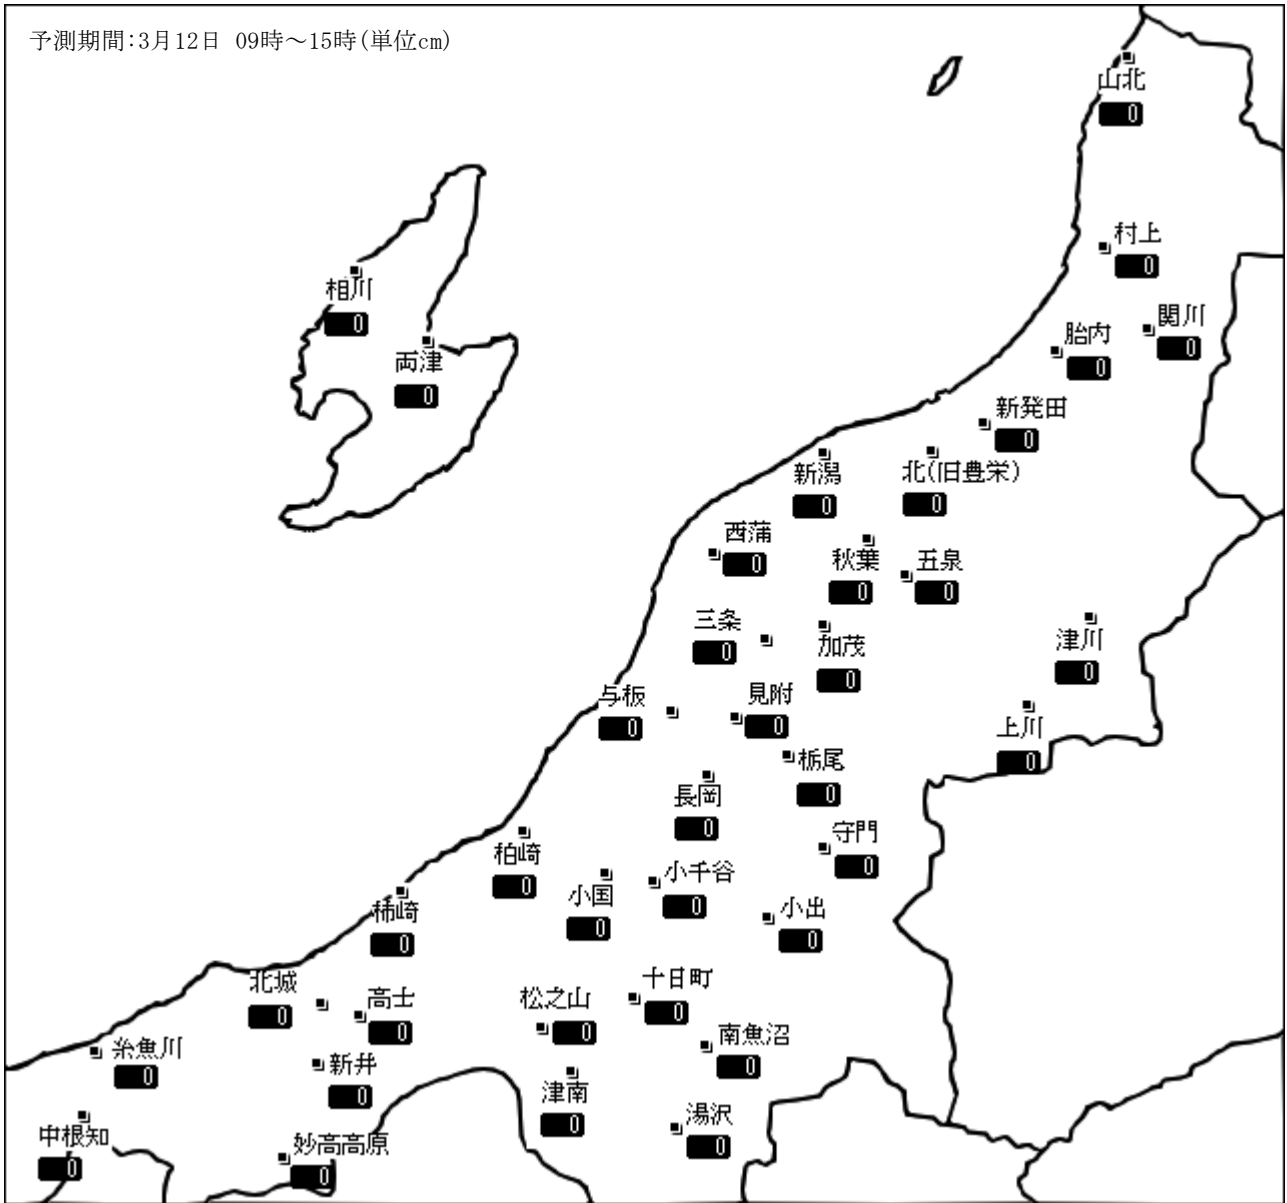 予測期間:3月12日 09時～15時(単位cm)
山北
0
村上
0
相川
0
関川
0
胎内
0
両津
0
新発田
0
新潟
0
北(旧豊栄)
0
西蒲
0
秋葉
0
五泉
0
三条
0
加茂
0
津川
0
与板
0
見附
0
上川
0
栃尾
0
長岡
0
守門
0
柏崎
0
小国
0
小千谷
0
小出
0
柿崎
0
北城
0
高士
0
松之山
0
十日町
0
南魚沼
0
糸魚川
0
新井
0
津南
0
湯沢
0
中根知
0
妙高高原
0